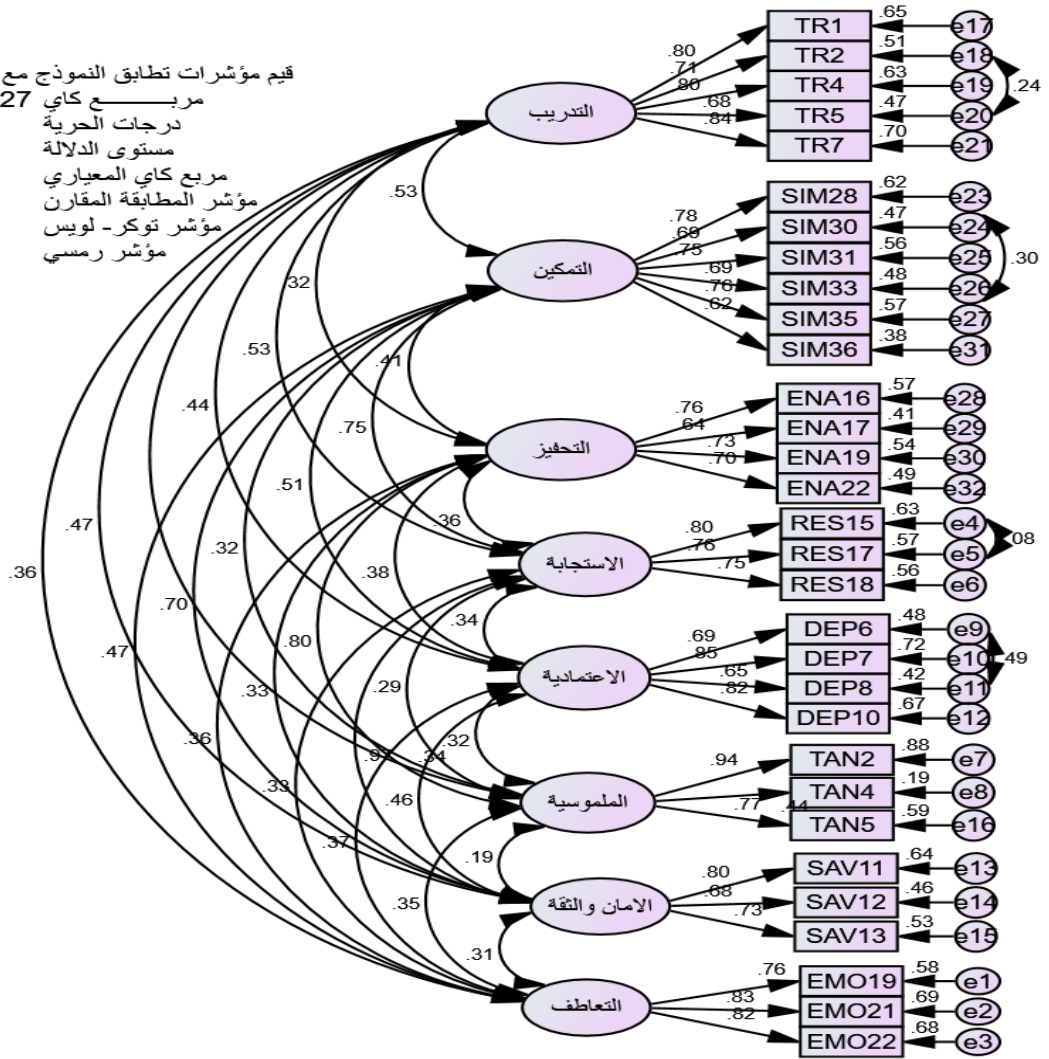 قيم مؤشرات تطابق النموذج مع
مربـــــــع كاي 27
درجات الحرية
مستوى الدلالة
مربع كاي المعياري
مؤشر المطابقة المقارن
مؤشر توكر- لويس
مؤشر رمسي
التدريب
.80
.71
.80
.68
.84
TR1 .65 e17
TR2 .51 e18
TR4 .63 e19
TR5 .47 e20
TR7 .70 e21
.24
.53
التمكين
.78
.69
.75
.69
.76
.62
SIM28 .62 e23
SIM30 .47 e24
SIM31 .56 e25
SIM33 .48 e26
SIM35 .57 e27
SIM36 .38 e31
.30
.32
.41
.53
.44
.75
التحفيز
.76
.64
.73
.70
ENA16 .57 e28
ENA17 .41 e29
ENA19 .54 e30
ENA22 .49 e32
.51
.47
.36
.32
.36
.38
.70
الاستجابة
.80
.76
.75
RES15 .63 e4
RES17 .57 e5
RES18 .56 e6
.08
.34
.80
.47
.33
.29
الاعتمادية
.69
.85
.65
.82
DEP6 .48 e9
DEP7 .72 e10
DEP8 .42 e11
DEP10 .67 e12
.49
.36
.32
.34
.33
.46
الملموسية
.94
.44
.77
TAN2 .88 e7
TAN4 .19 e8
TAN5 .59 e16
.37
.19
.35
الامان والثقة
.80
.68
.73
SAV11 .64 e13
SAV12 .46 e14
SAV13 .53 e15
.31
التعاطف
.76
.83
.82
EMO19 .58 e1
EMO21 .69 e2
EMO22 .68 e3